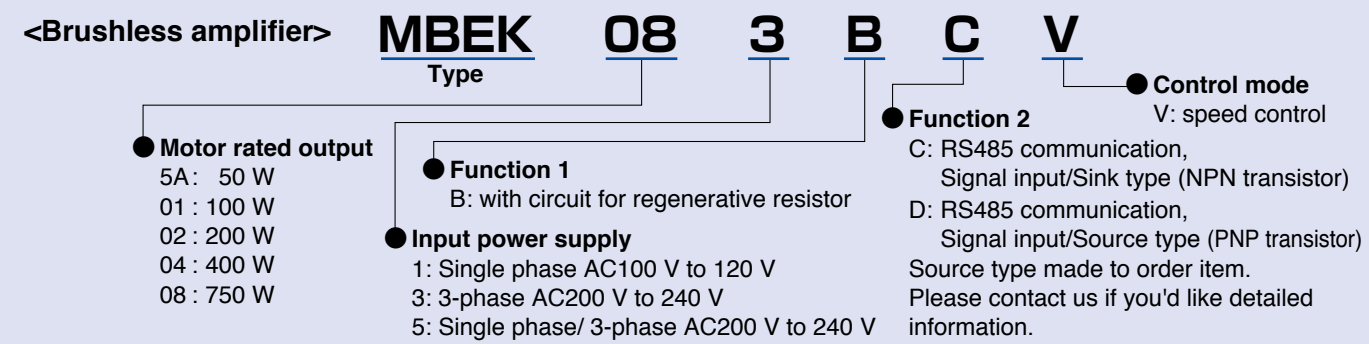 <Brushless amplifier> MBEK 08 3 B C V
Type
Motor rated output
5A: 50 W
01 : 100 W
02 : 200 W
04 : 400 W
08 : 750 W
Input power supply
1: Single phase AC100 V to 120 V
3: 3-phase AC200 V to 240 V
5: Single phase/ 3-phase AC200 V to 240 V
Function 1
B: with circuit for regenerative resistor
Function 2
C: RS485 communication,
Signal input/Sink type (NPN transistor)
D: RS485 communication,
Signal input/Source type (PNP transistor)
Source type made to order item.
Please contact us if you'd like detailed
information.
Control mode
V: speed control